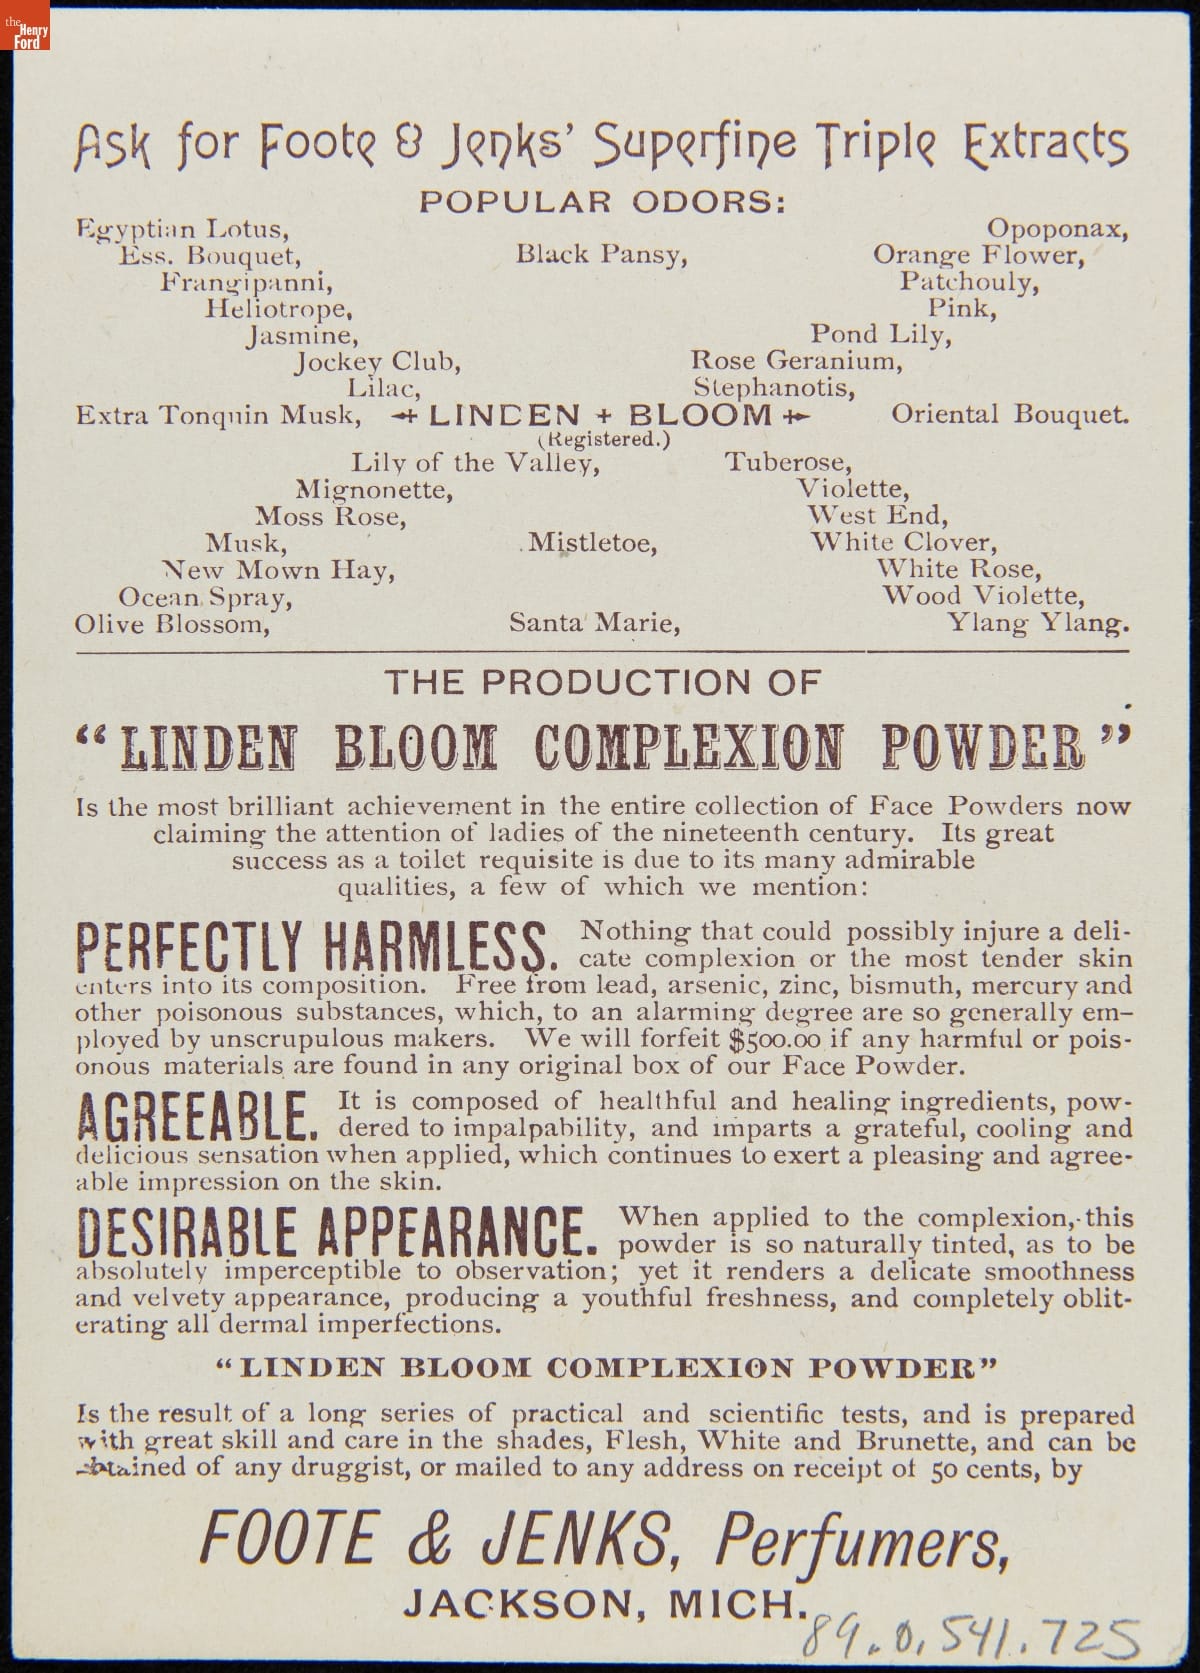 the
Henry
Ford
Ask for Foote & Jenks' Superfine Triple Extracts
POPULAR ODORS:
Egyptian Lotus, Opoponax,
Ess. Bouquet, Black Pansy, Orange Flower,
Frangipanni, Patchouly,
Heliotrope, Pink,
Jasmine, Pond Lily,
Jockey Club, Rose Geranium,
Lilac, Stephanotis,
Extra Tonquin Musk, LINDEN + BLOOM Oriental Bouquet.
(Registered.)
Lily of the Valley, Tuberose,
Mignonette, Violette,
Moss Rose, West End,
Musk, Mistletoe, White Clover,
New Mown Hay, White Rose,
Ocean Spray, Wood Violette,
Olive Blossom, Santa Marie, Ylang Ylang.
THE PRODUCTION OF
"LINDEN BLOOM COMPLEXION POWDER"
Is the most brilliant achievement in the entire collection of Face Powders now
claiming the attention of ladies of the nineteenth century. Its great
success as a toilet requisite is due to its many admirable
qualities, a few of which we mention:
PERFECTLY HARMLESS. Nothing that could possibly injure a deli-
cate complexion or the most tender skin
enters into its composition. Free from lead, arsenic, zinc, bismuth, mercury and
other poisonous substances, which, to an alarming degree are so generally em-
ployed by unscrupulous makers. We will forfeit $500.00 if any harmful or pois-
onous materials are found in any original box of our Face Powder.
AGREEABLE. It is composed of healthful and healing ingredients, pow-
dered to impalpability, and imparts a grateful, cooling and
delicious sensation when applied, which continues to exert a pleasing and agree-
able impression on the skin.
DESIRABLE APPEARANCE. When applied to the complexion, this
powder is so naturally tinted, as to be
absolutely imperceptible to observation; yet it renders a delicate smoothness
and velvety appearance, producing a youthful freshness, and completely oblit-
erating all dermal imperfections.
"LINDEN BLOOM COMPLEXION POWDER"
Is the result of a long series of practical and scientific tests, and is prepared
with great skill and care in the shades, Flesh, White and Brunette, and can be
obtained of any druggist, or mailed to any address on receipt of 50 cents, by
FOOTE & JENKS, Perfumers,
JACKSON, MICH.
89.0.541.725